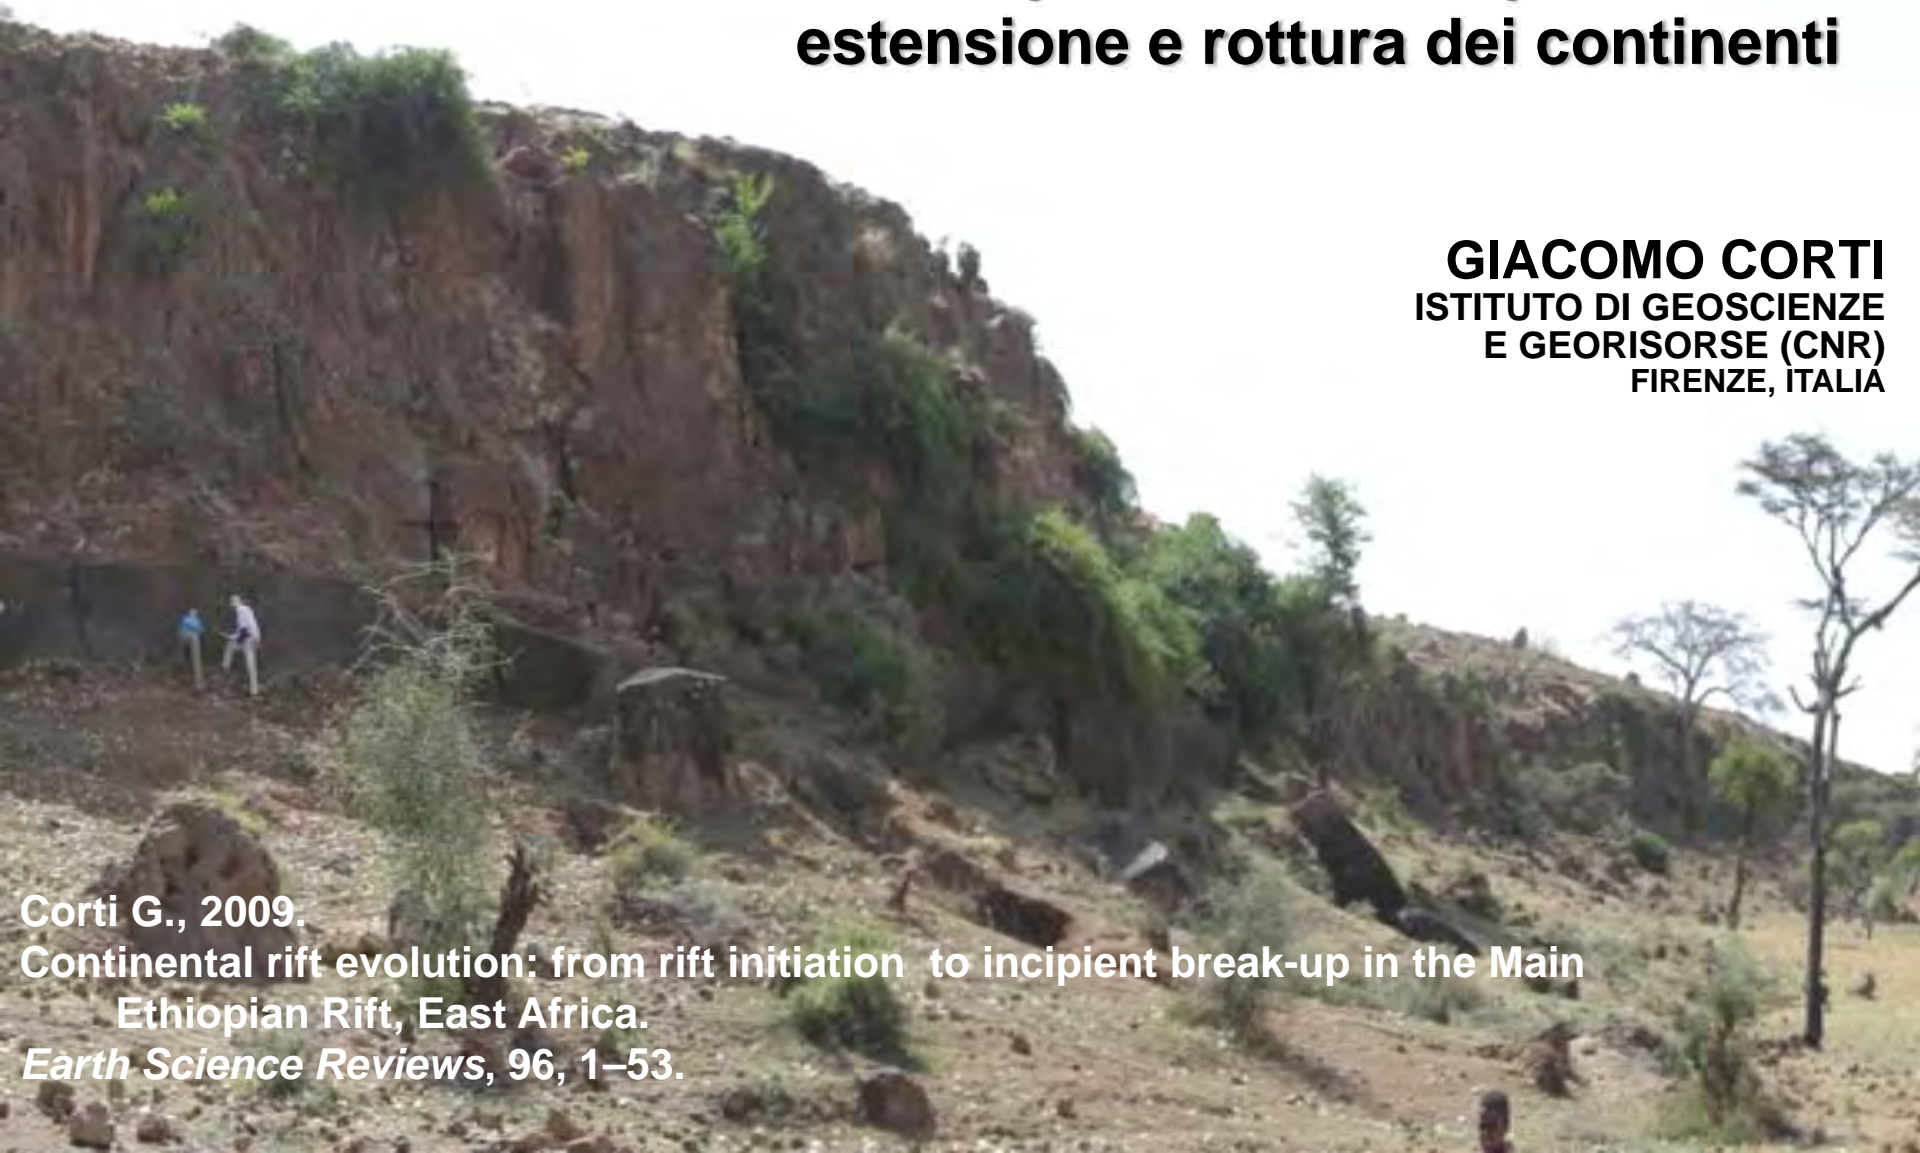 estensione e rottura dei continenti
GIACOMO CORTI
ISTITUTO DI GEOSCIENZE
E GEORISORSE (CNR)
FIRENZE, ITALIA
Corti G., 2009.
Continental rift evolution: from rift initiation  to incipient break-up in the Main
Ethiopian Rift, East Africa.
Earth Science Reviews, 96, 1–53.